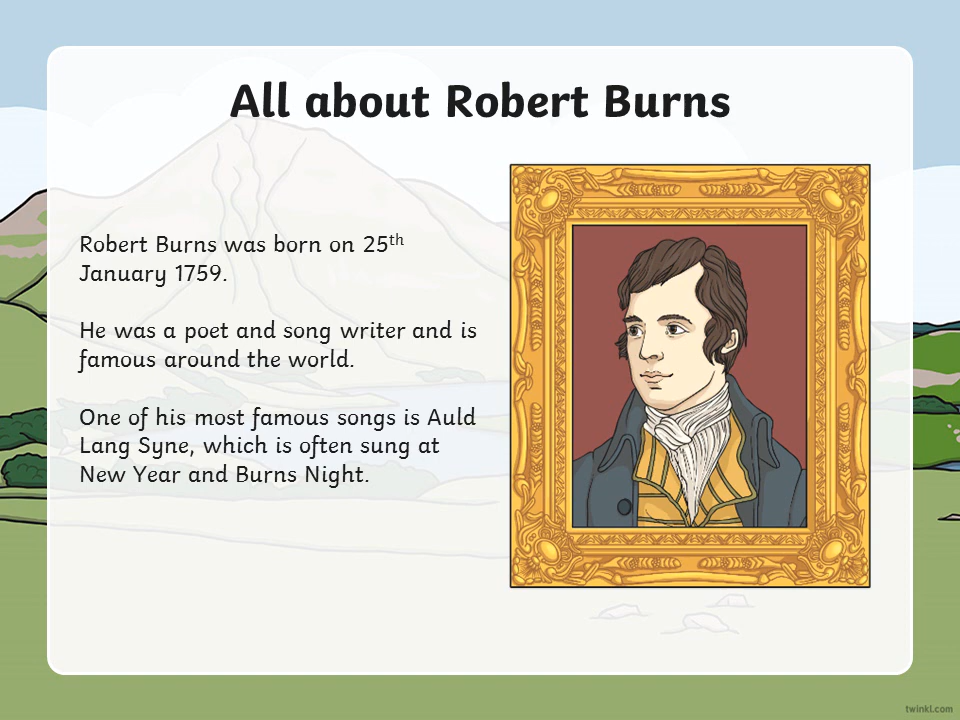 All about Robert Burns
Robert Burns was born on 25th
January 1759.
He was a poet and song writer and is
famous around the world.
One of his most famous songs is Auld
Lang Syne, which is often sung at
New Year and Burns Night.
twinkl.com